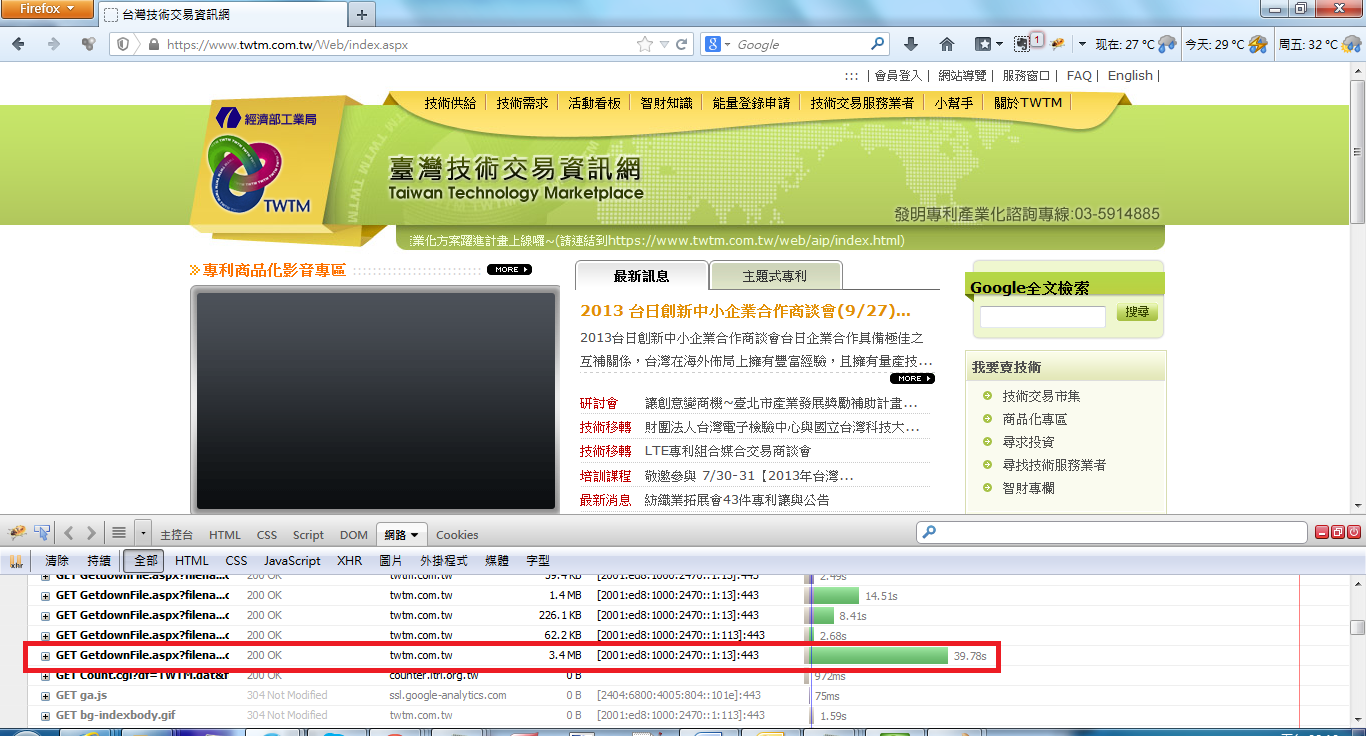 Firefox
台灣技術交易資訊網
https://www.twtm.com.tw/Web/index.aspx
Google
1
现在: 27 °C
今天: 29 °C
周五: 32 °C
::: | 會員登入 | 網站導覽 | 服務窗口 | FAQ | English |
技術供給 | 技術需求 | 活動看板 | 智財知識 | 能量登錄申請 | 技術交易服務業者 | 小幫手 | 關於TWTM |
經濟部工業局
TWTM
臺灣技術交易資訊網
Taiwan Technology Marketplace
發明專利產業化諮詢專線:03-5914885
業化方案躍進計畫上線囉~(請連結到https://www.twtm.com.tw/web/aip/index.html)
專利商品化影音專區
MORE
最新訊息
主題式專利
2013 台日創新中小企業合作商談會(9/27)...
2013台日創新中小企業合作商談會台日企業合作具備極佳之
互補關係，台灣在海外佈局上擁有豐富經驗，且擁有量產技...
MORE
研討會 讓創意變商機~臺北市產業發展獎勵補助計畫...
技術移轉 財團法人台灣電子檢驗中心與國立台灣科技大...
技術移轉 LTE專利組合媒合交易商談會
培訓課程 敬邀參與 7/30-31【2013年台灣...
最新消息 紡織業拓展會43件專利讓與公告
Google全文檢索
搜尋
我要賣技術
技術交易市集
商品化專區
尋求投資
尋找技術服務業者
智財專欄
主控台 HTML CSS Script DOM 網路 Cookies
清除 持續 全部 HTML CSS JavaScript XHR 圖片 外掛程式 媒體 字型
GET GetdownFile.aspx?filena...c 200 OK twtm.com.tw 39.4 KB [2001:ed8:1000:2470::1:13]:443 2.49s
GET GetdownFile.aspx?filena...c 200 OK twtm.com.tw 1.4 MB [2001:ed8:1000:2470::1:13]:443 14.51s
GET GetdownFile.aspx?filena...c 200 OK twtm.com.tw 226.1 KB [2001:ed8:1000:2470::1:13]:443 8.41s
GET GetdownFile.aspx?filena...c 200 OK twtm.com.tw 62.2 KB [2001:ed8:1000:2470::1:113]:443 2.68s
GET GetdownFile.aspx?filena...c 200 OK twtm.com.tw 3.4 MB [2001:ed8:1000:2470::1:13]:443 39.78s
GET Count.cgi?df=TWTM.dat&f 200 OK counter.itri.org.tw 0 B 972ms
GET ga.js 304 Not Modified ssl.google-analytics.com 0 B [2404:6800:4005:804::101e]:443 75ms
GET bg-indexbody.gif 304 Not Modified twtm.com.tw 0 B [2001:ed8:1000:2470::1:113]:443 1.59s